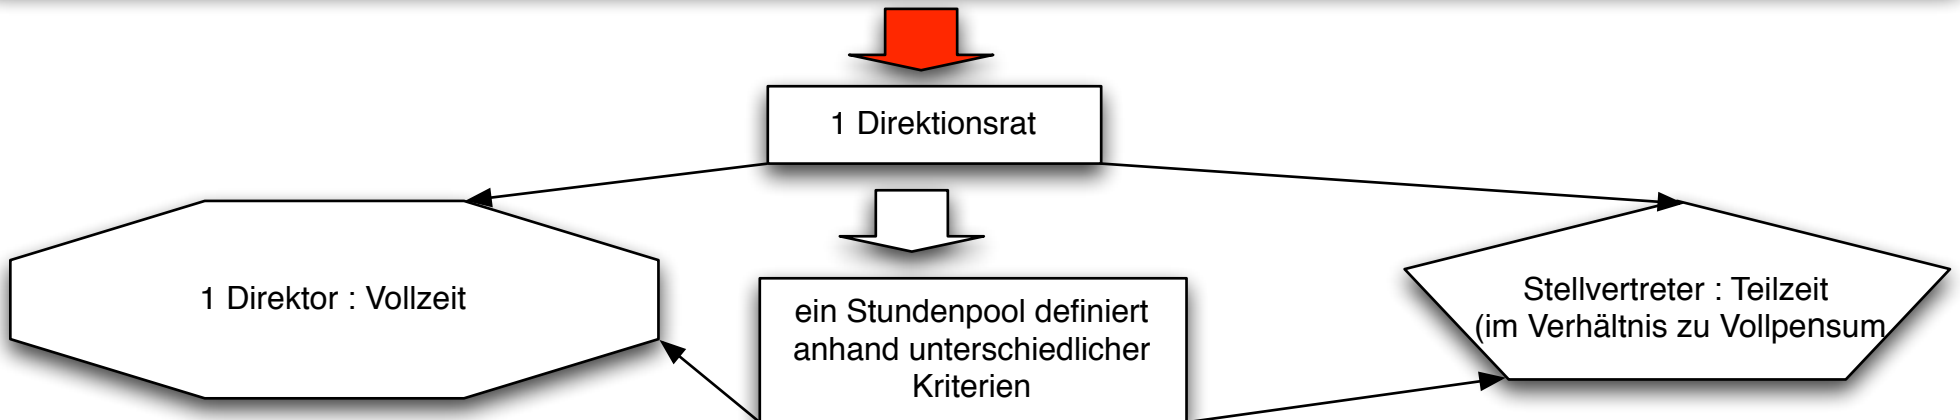 1 Direktionsrat
1 Direktor : Vollzeit
ein Stundenpool definiert
anhand unterschiedlicher
Kriterien
Stellvertreter : Teilzeit
(im Verhältnis zu Vollpensum